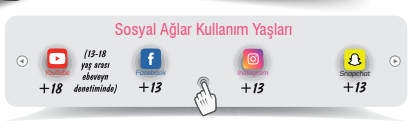 Sosyal Ağlar Kullanım Yaşları
Youtube
+18
(13-18
yaş arası
ebeveyn
denetiminde)
Facebook
+13
Instagram
+13
Snapchat
+13